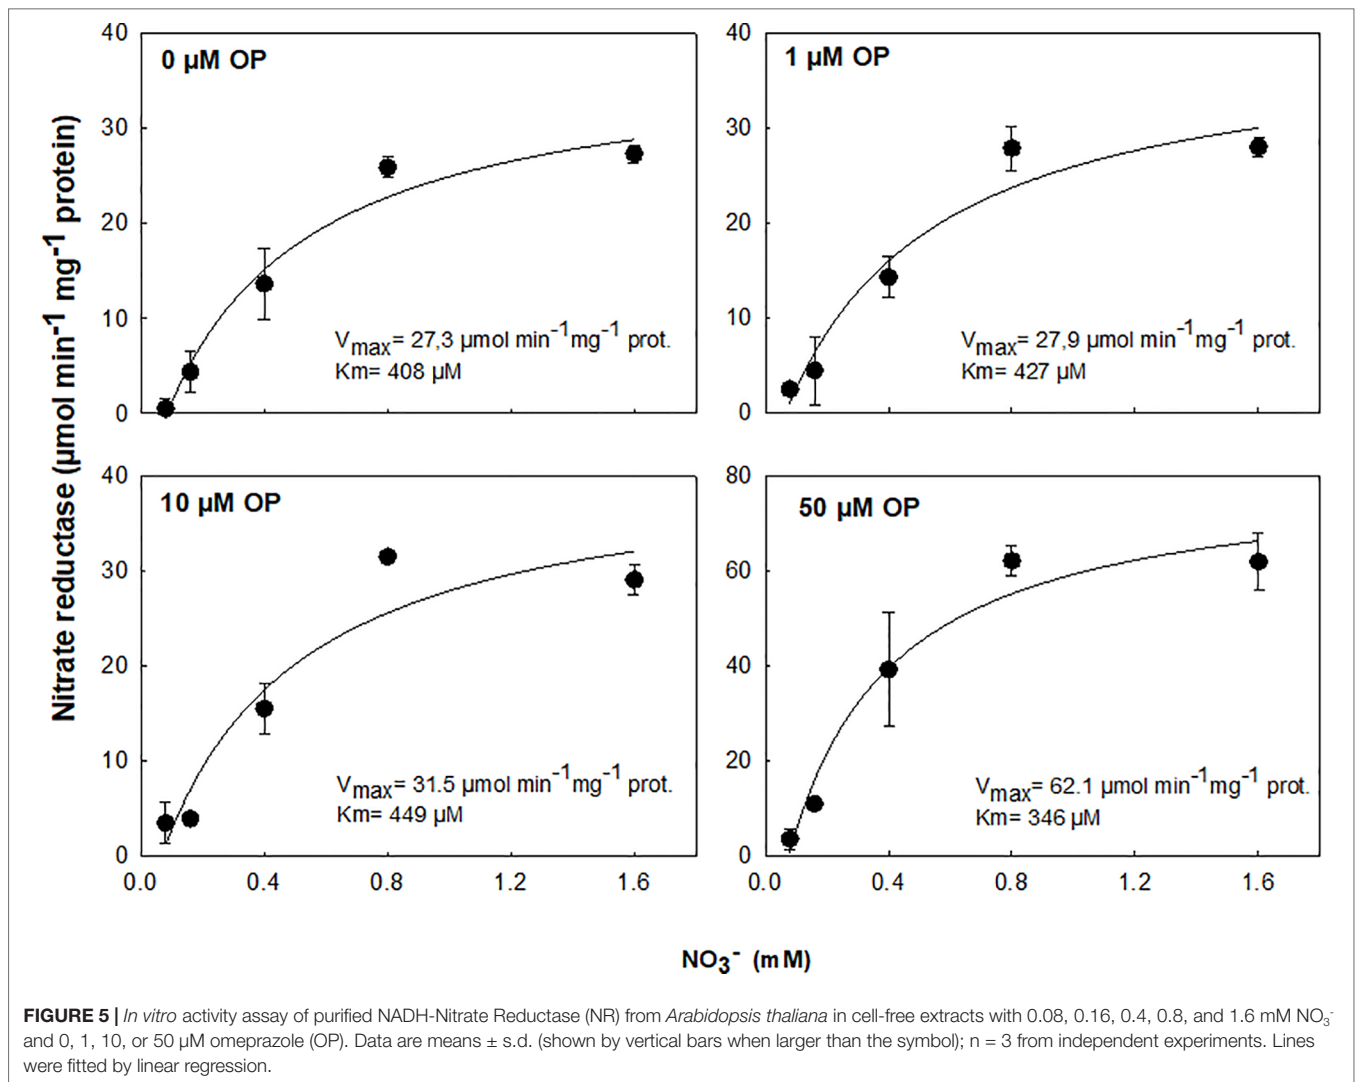 Nitrate reductase (µmol min⁻¹ mg⁻¹ protein)
40
30
20
10
0
0 µM OP
Vmax= 27,3 µmol min⁻¹mg⁻¹ prot.
Km= 408 µM
40
30
20
10
0
1 µM OP
Vmax= 27,9 µmol min⁻¹mg⁻¹ prot.
Km= 427 µM
40
30
20
10
0
10 µM OP
Vmax= 31.5 µmol min⁻¹mg⁻¹ prot.
Km= 449 µM
0.0 0.4 0.8 1.2 1.6
80
60
40
20
0
50 µM OP
Vmax= 62.1 µmol min⁻¹mg⁻¹ prot.
Km= 346 µM
0.0 0.4 0.8 1.2 1.6
NO₃⁻ (mM)
FIGURE 5 | In vitro activity assay of purified NADH-Nitrate Reductase (NR) from Arabidopsis thaliana in cell-free extracts with 0.08, 0.16, 0.4, 0.8, and 1.6 mM NO₃⁻
and 0, 1, 10, or 50 µM omeprazole (OP). Data are means ± s.d. (shown by vertical bars when larger than the symbol); n = 3 from independent experiments. Lines
were fitted by linear regression.